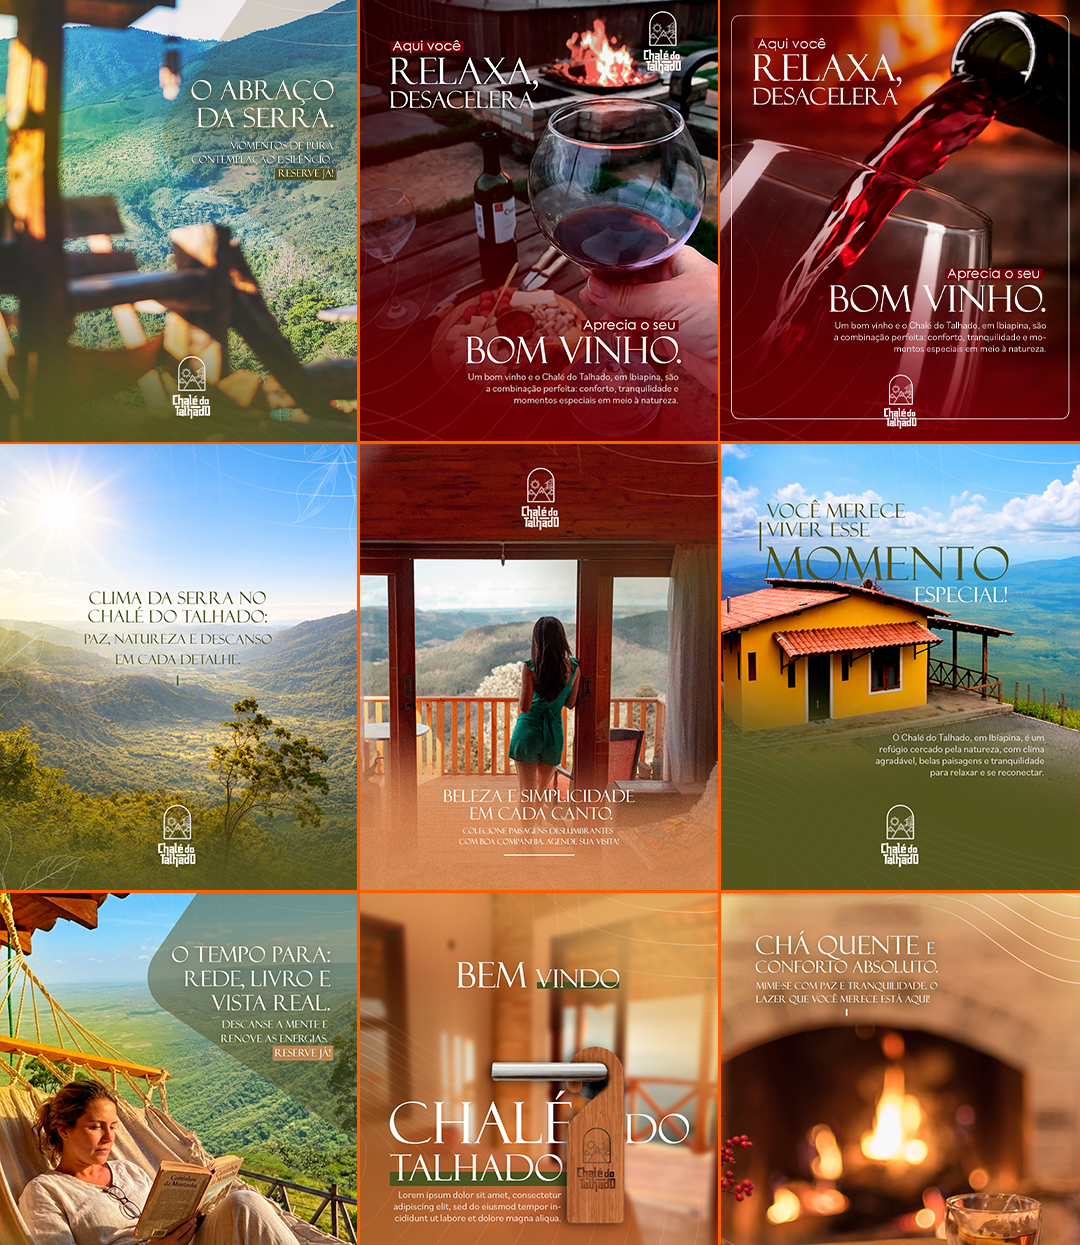 O ABRAÇO
DA SERRA.
MOMENTOS DE PURA
CONTEMPLAÇÃO E SILÊNCIO.
RESERVE JÁ!
Chalé do
Talhado
Aqui você
RELAXA,
DESACELERA
Chalé do
Talhado
Aprecia o seu
BOM VINHO.
Um bom vinho e o Chalé do Talhado, em Ibiapina, são
a combinação perfeita: conforto, tranquilidade e
momentos especiais em meio à natureza.
Aqui você
RELAXA,
DESACELERA
Aprecia o seu
BOM VINHO.
Um bom vinho e o Chalé do Talhado, em Ibiapina, são
a combinação perfeita: conforto, tranquilidade e mo-
mentos especiais em meio à natureza.
Chalé do
Talhado
CLIMA DA SERRA NO
CHALÉ DO TALHADO:
PAZ, NATUREZA E DESCANSO
EM CADA DETALHE.
Chalé do
Talhado
Chalé do
Talhado
BELEZA E SIMPLICIDADE
EM CADA CANTO.
COLECIONE PAISAGENS DESLUMBRANTES
COM BOA COMPANHIA. AGENDE SUA VISITA!
VOCÊ MERECE
VIVER ESSE
MOMENTO
ESPECIAL!
O Chalé do Talhado, em Ibiapina, é um
refúgio cercado pela natureza, com clima
agradável, belas paisagens e tranquilidade
para relaxar e se reconectar.
Chalé do
Talhado
O TEMPO PARA:
REDE, LIVRO E
VISTA REAL.
DESCANSE A MENTE E
RENOVE AS ENERGIAS.
RESERVE JÁ!
Caminhos
da Montanha
BEM VINDO
CHALÉ DO
TALHADO
Chalé do
Talhado
Lorem ipsum dolor sit amet, consectetur
adipiscing elit, sed do eiusmod tempor in-
cididunt ut labore et dolore magna aliqua.
CHÁ QUENTE E
CONFORTO ABSOLUTO.
MIME-SE COM PAZ E TRANQUILIDADE. O
LAZER QUE VOCÊ MERECE ESTÁ AQUI!